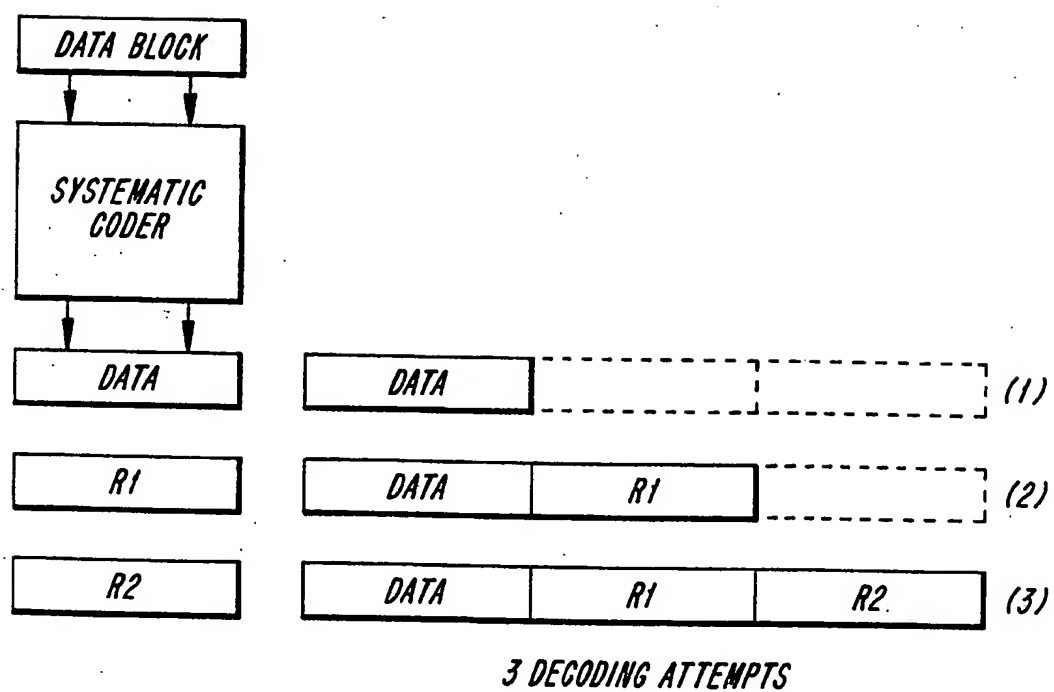 DATA BLOCK
SYSTEMATIC
CODER
DATA
DATA
(1)
R1
DATA
R1
(2)
R2
DATA
R1
R2.
(3)
3 DECODING ATTEMPTS